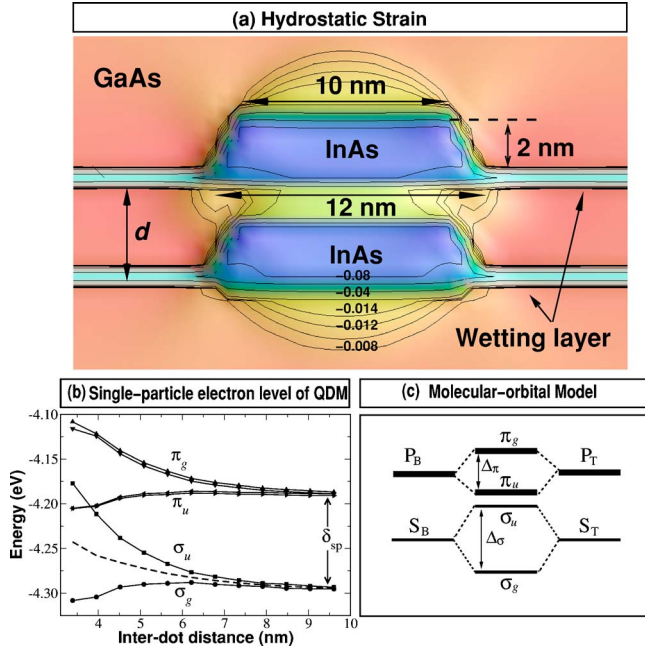 (a) Hydrostatic Strain
GaAs
10 nm
InAs
2 nm
12 nm
d
InAs
−0.08
−0.04
−0.014
−0.012
−0.008
Wetting layer
(b) Single−particle electron level of QDM
Energy (eV)
-4.10
-4.15
-4.20
-4.25
-4.30
π_g
π_u
σ_u
σ_g
δ_sp
4 5 6 7 8 9 10
Inter-dot distance (nm)
(c) Molecular−orbital Model
π_g
P_B Δ_π P_T
π_u
σ_u
S_B Δ_σ S_T
σ_g